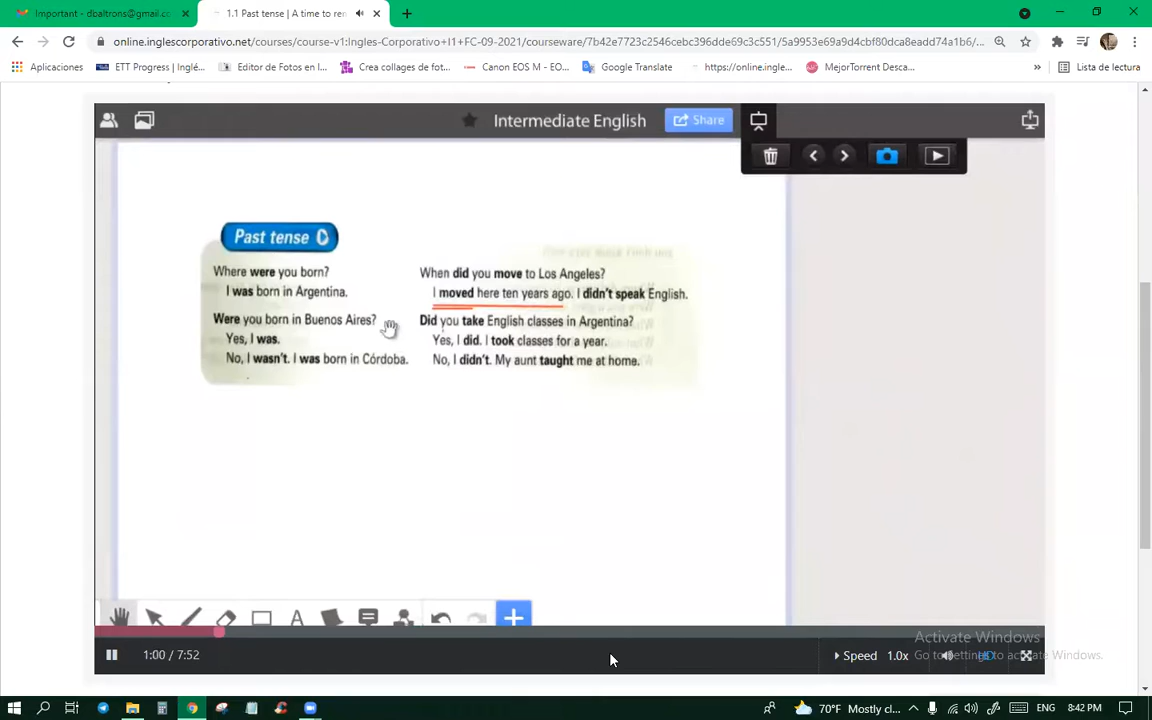 Important - dbaltrons@gmail.co
1.1 Past tense | A time to ren
online.inglescorporativo.net/courses/course-v1:Ingles-Corporativo+I1+FC-09-2021/courseware/7b42e7723c2546cebc396dde69c3c551/5a9953e69a9d4cbf80dca8eadd74a1b6/...
Aplicaciones
ETT Progress | Inglé...
Editor de Fotos en l...
Crea collages de fot...
Canon EOS M - EO...
Google Translate
https://online.ingle...
MejorTorrent Desca...
»
Lista de lectura
Intermediate English
Share
Past tense
Where were you born?
I was born in Argentina.
Were you born in Buenos Aires?
Yes, I was.
No, I wasn't. I was born in Córdoba.
When did you move to Los Angeles?
I moved here ten years ago. I didn't speak English.
Did you take English classes in Argentina?
Yes, I did. I took classes for a year.
No, I didn't. My aunt taught me at home.
A
1:00 / 7:52
Speed 1.0x
HD
Activate Windows
Go to Settings to activate Windows.
70°F Mostly cl...
ENG
8:42 PM